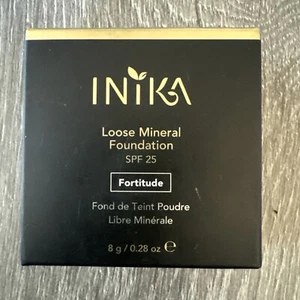 INIKA
Loose Mineral
Foundation
SPF 25
Fortitude
Fond de Teint Poudre
Libre Minérale
8 g / 0.28 oz ℮